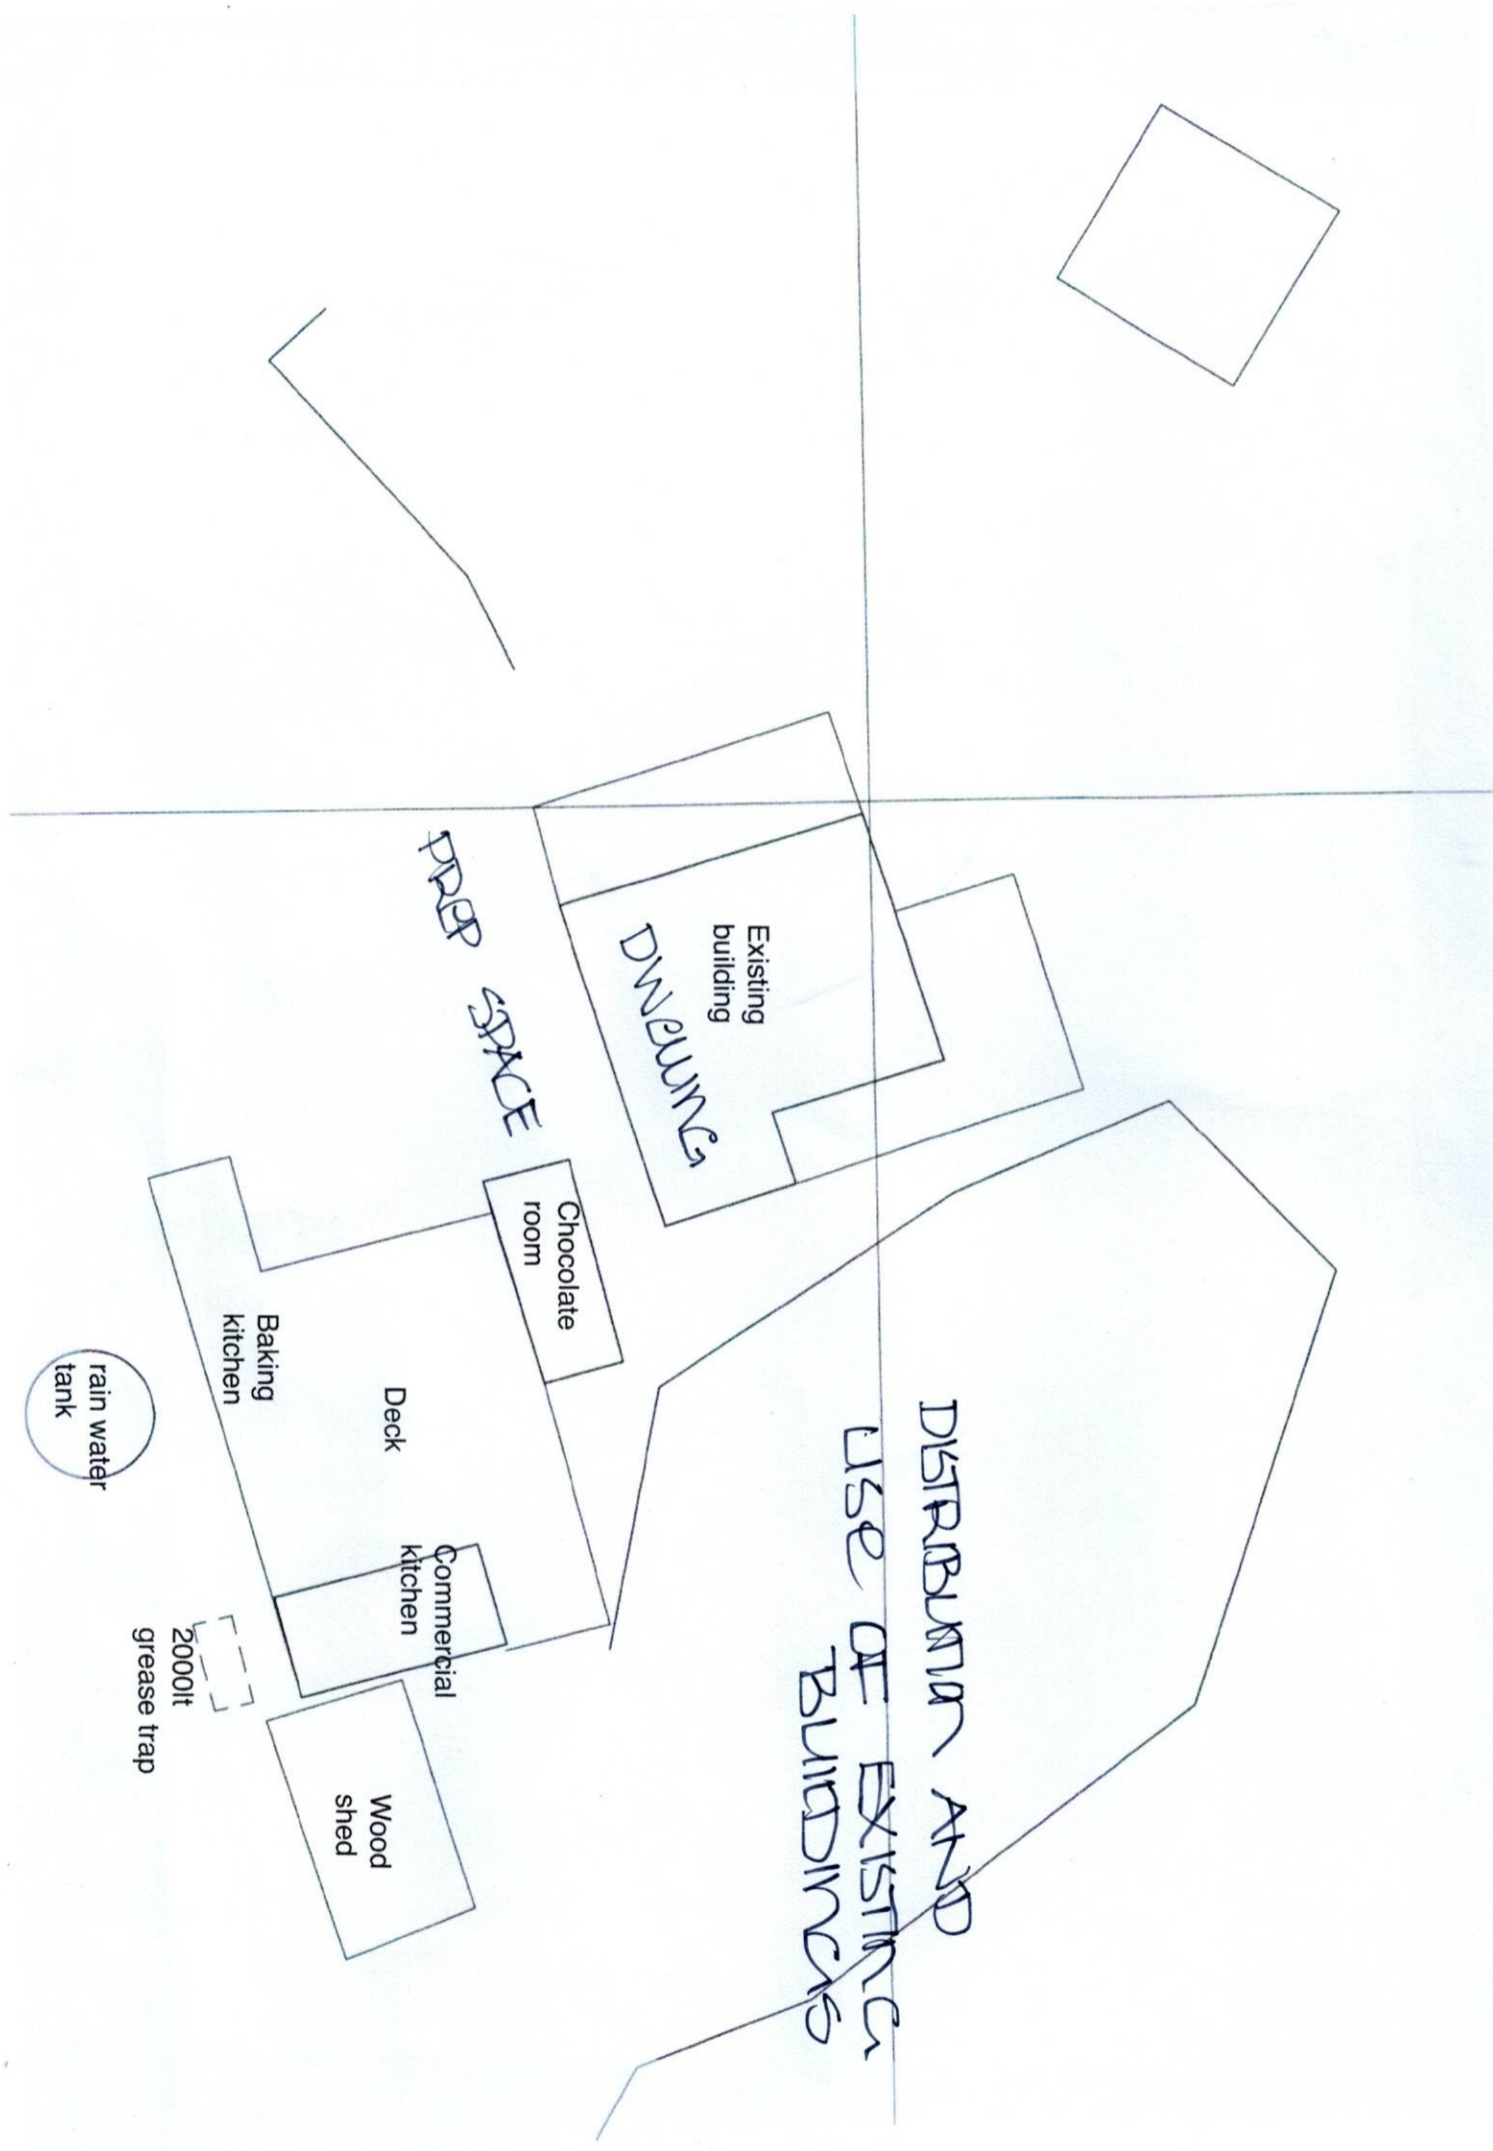 DISTRIBUTION AND
USE OF EXISTING
BUILDINGS
Existing
building
DWELLING
PREP SPACE
Chocolate
room
Deck
Baking
kitchen
Commercial
kitchen
rain water
tank
2000lt
grease trap
Wood
shed